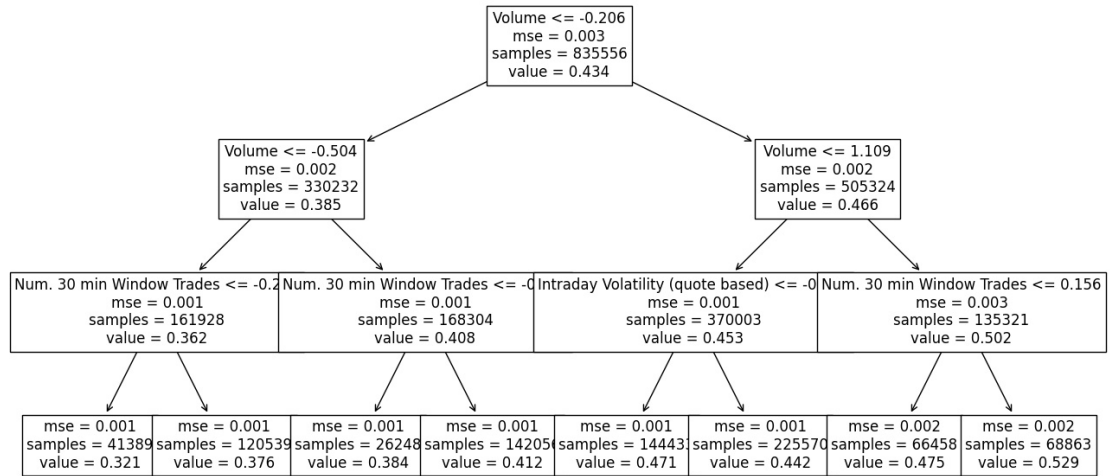 Volume <= -0.206
mse = 0.003
samples = 835556
value = 0.434
Volume <= -0.504
mse = 0.002
samples = 330232
value = 0.385
Volume <= 1.109
mse = 0.002
samples = 505324
value = 0.466
Num. 30 min Window Trades <= -0.2
mse = 0.001
samples = 161928
value = 0.362
Num. 30 min Window Trades <= -0
mse = 0.001
samples = 168304
value = 0.408
Intraday Volatility (quote based) <= -0
mse = 0.001
samples = 370003
value = 0.453
Num. 30 min Window Trades <= 0.156
mse = 0.003
samples = 135321
value = 0.502
mse = 0.001
samples = 41389
value = 0.321
mse = 0.001
samples = 120539
value = 0.376
mse = 0.001
samples = 26248
value = 0.384
mse = 0.001
samples = 142056
value = 0.412
mse = 0.001
samples = 144433
value = 0.471
mse = 0.001
samples = 225570
value = 0.442
mse = 0.002
samples = 66458
value = 0.475
mse = 0.002
samples = 68863
value = 0.529